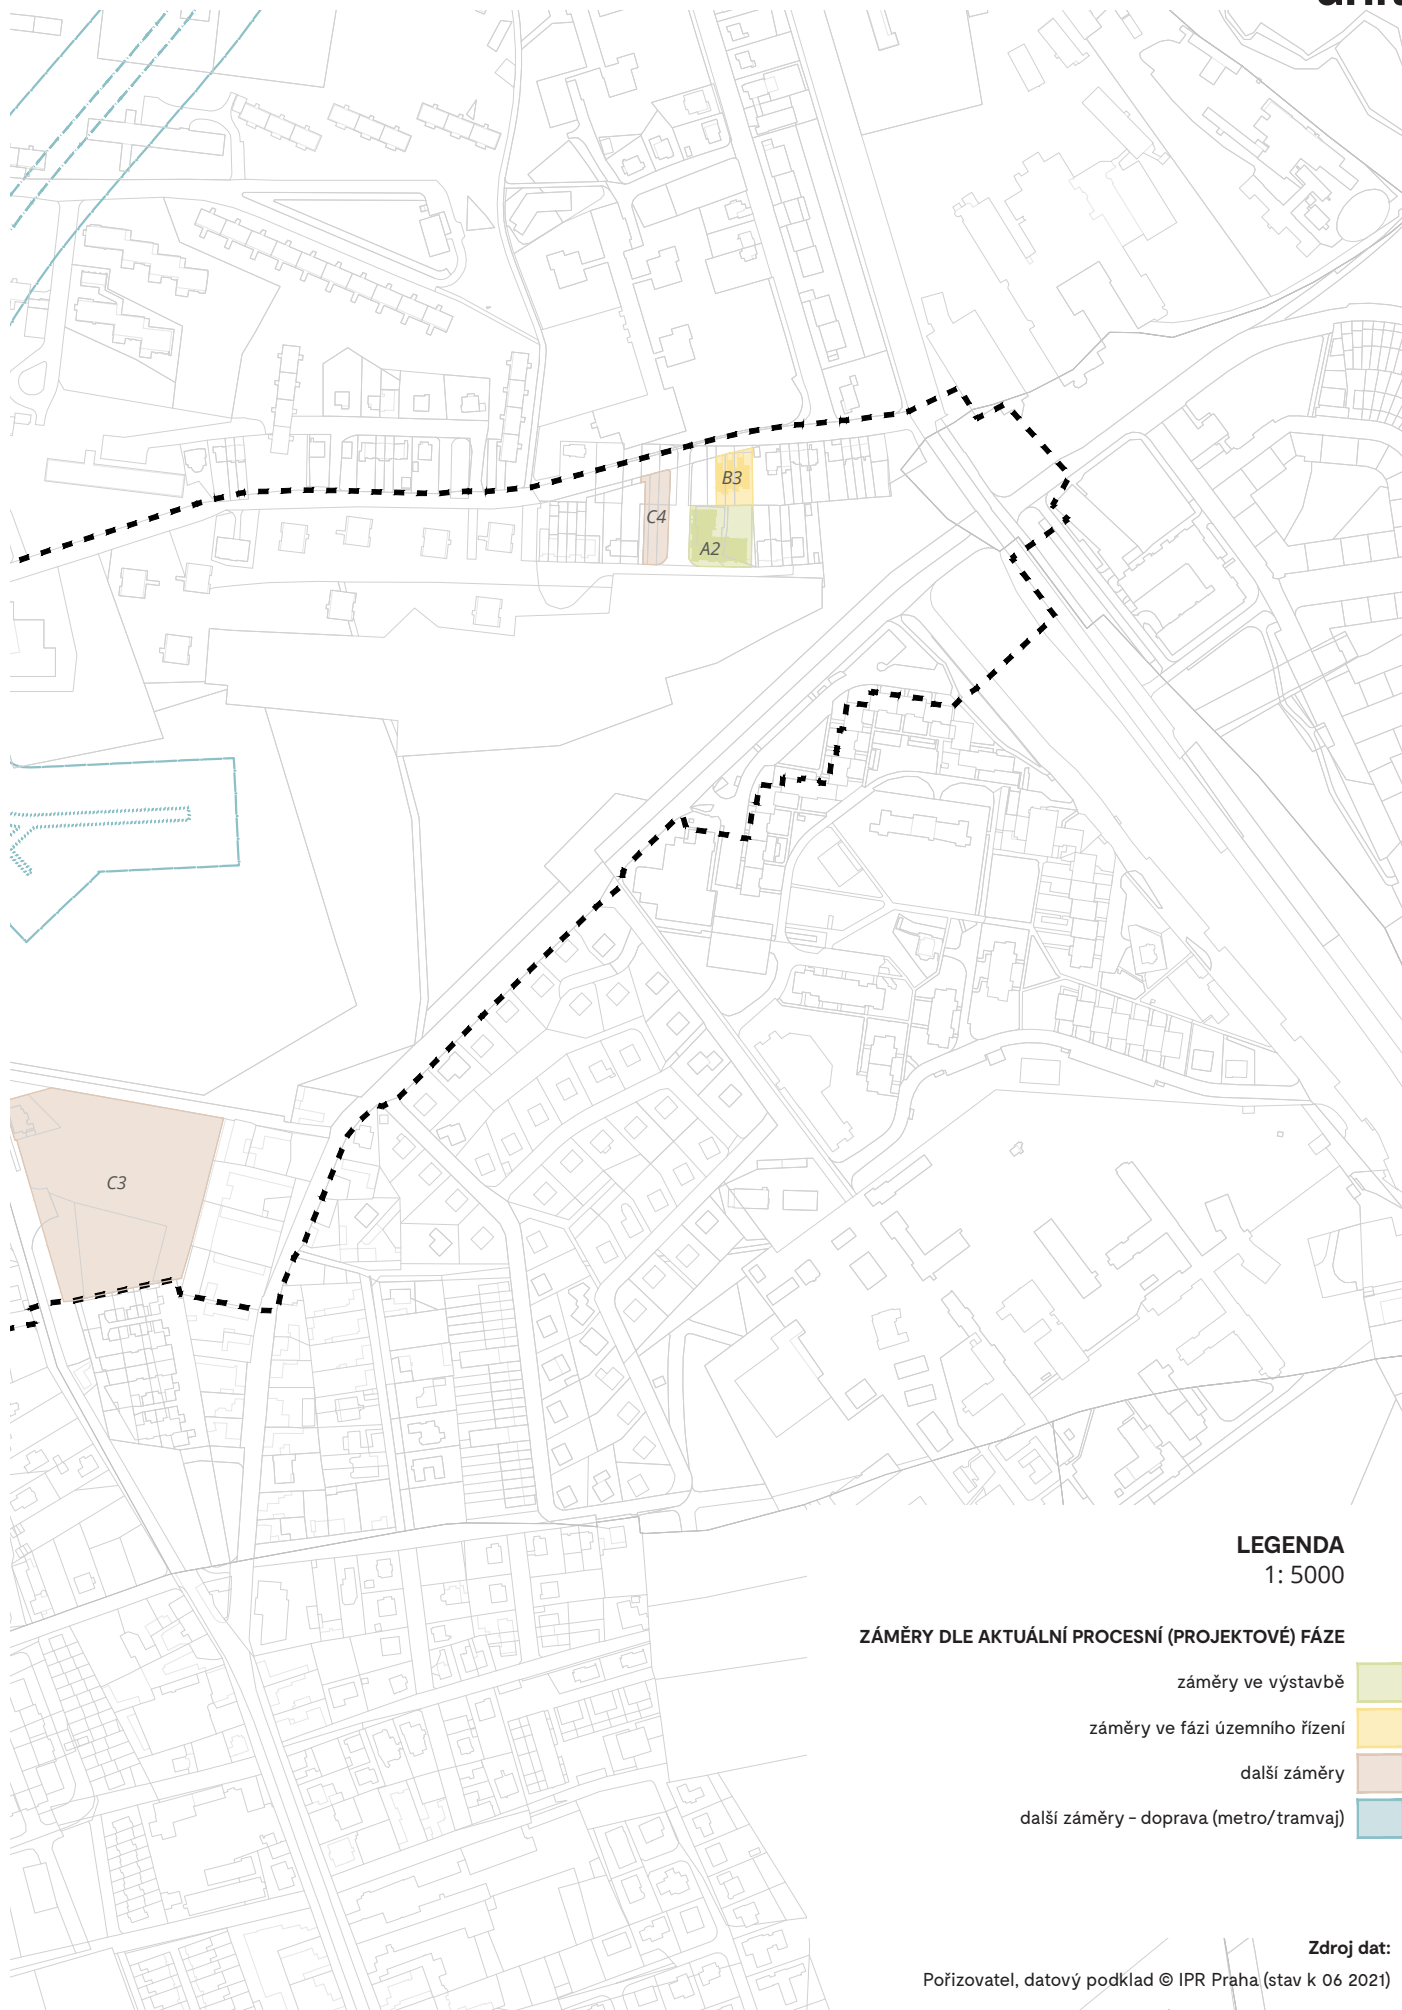 B3
C4
A2
C3
LEGENDA
1: 5000
ZÁMĚRY DLE AKTUÁLNÍ PROCESNÍ (PROJEKTOVÉ) FÁZE
záměry ve výstavbě
záměry ve fázi územního řízení
další záměry
další záměry - doprava (metro/tramvaj)
Zdroj dat:
Pořizovatel, datový podklad © IPR Praha (stav k 06 2021)